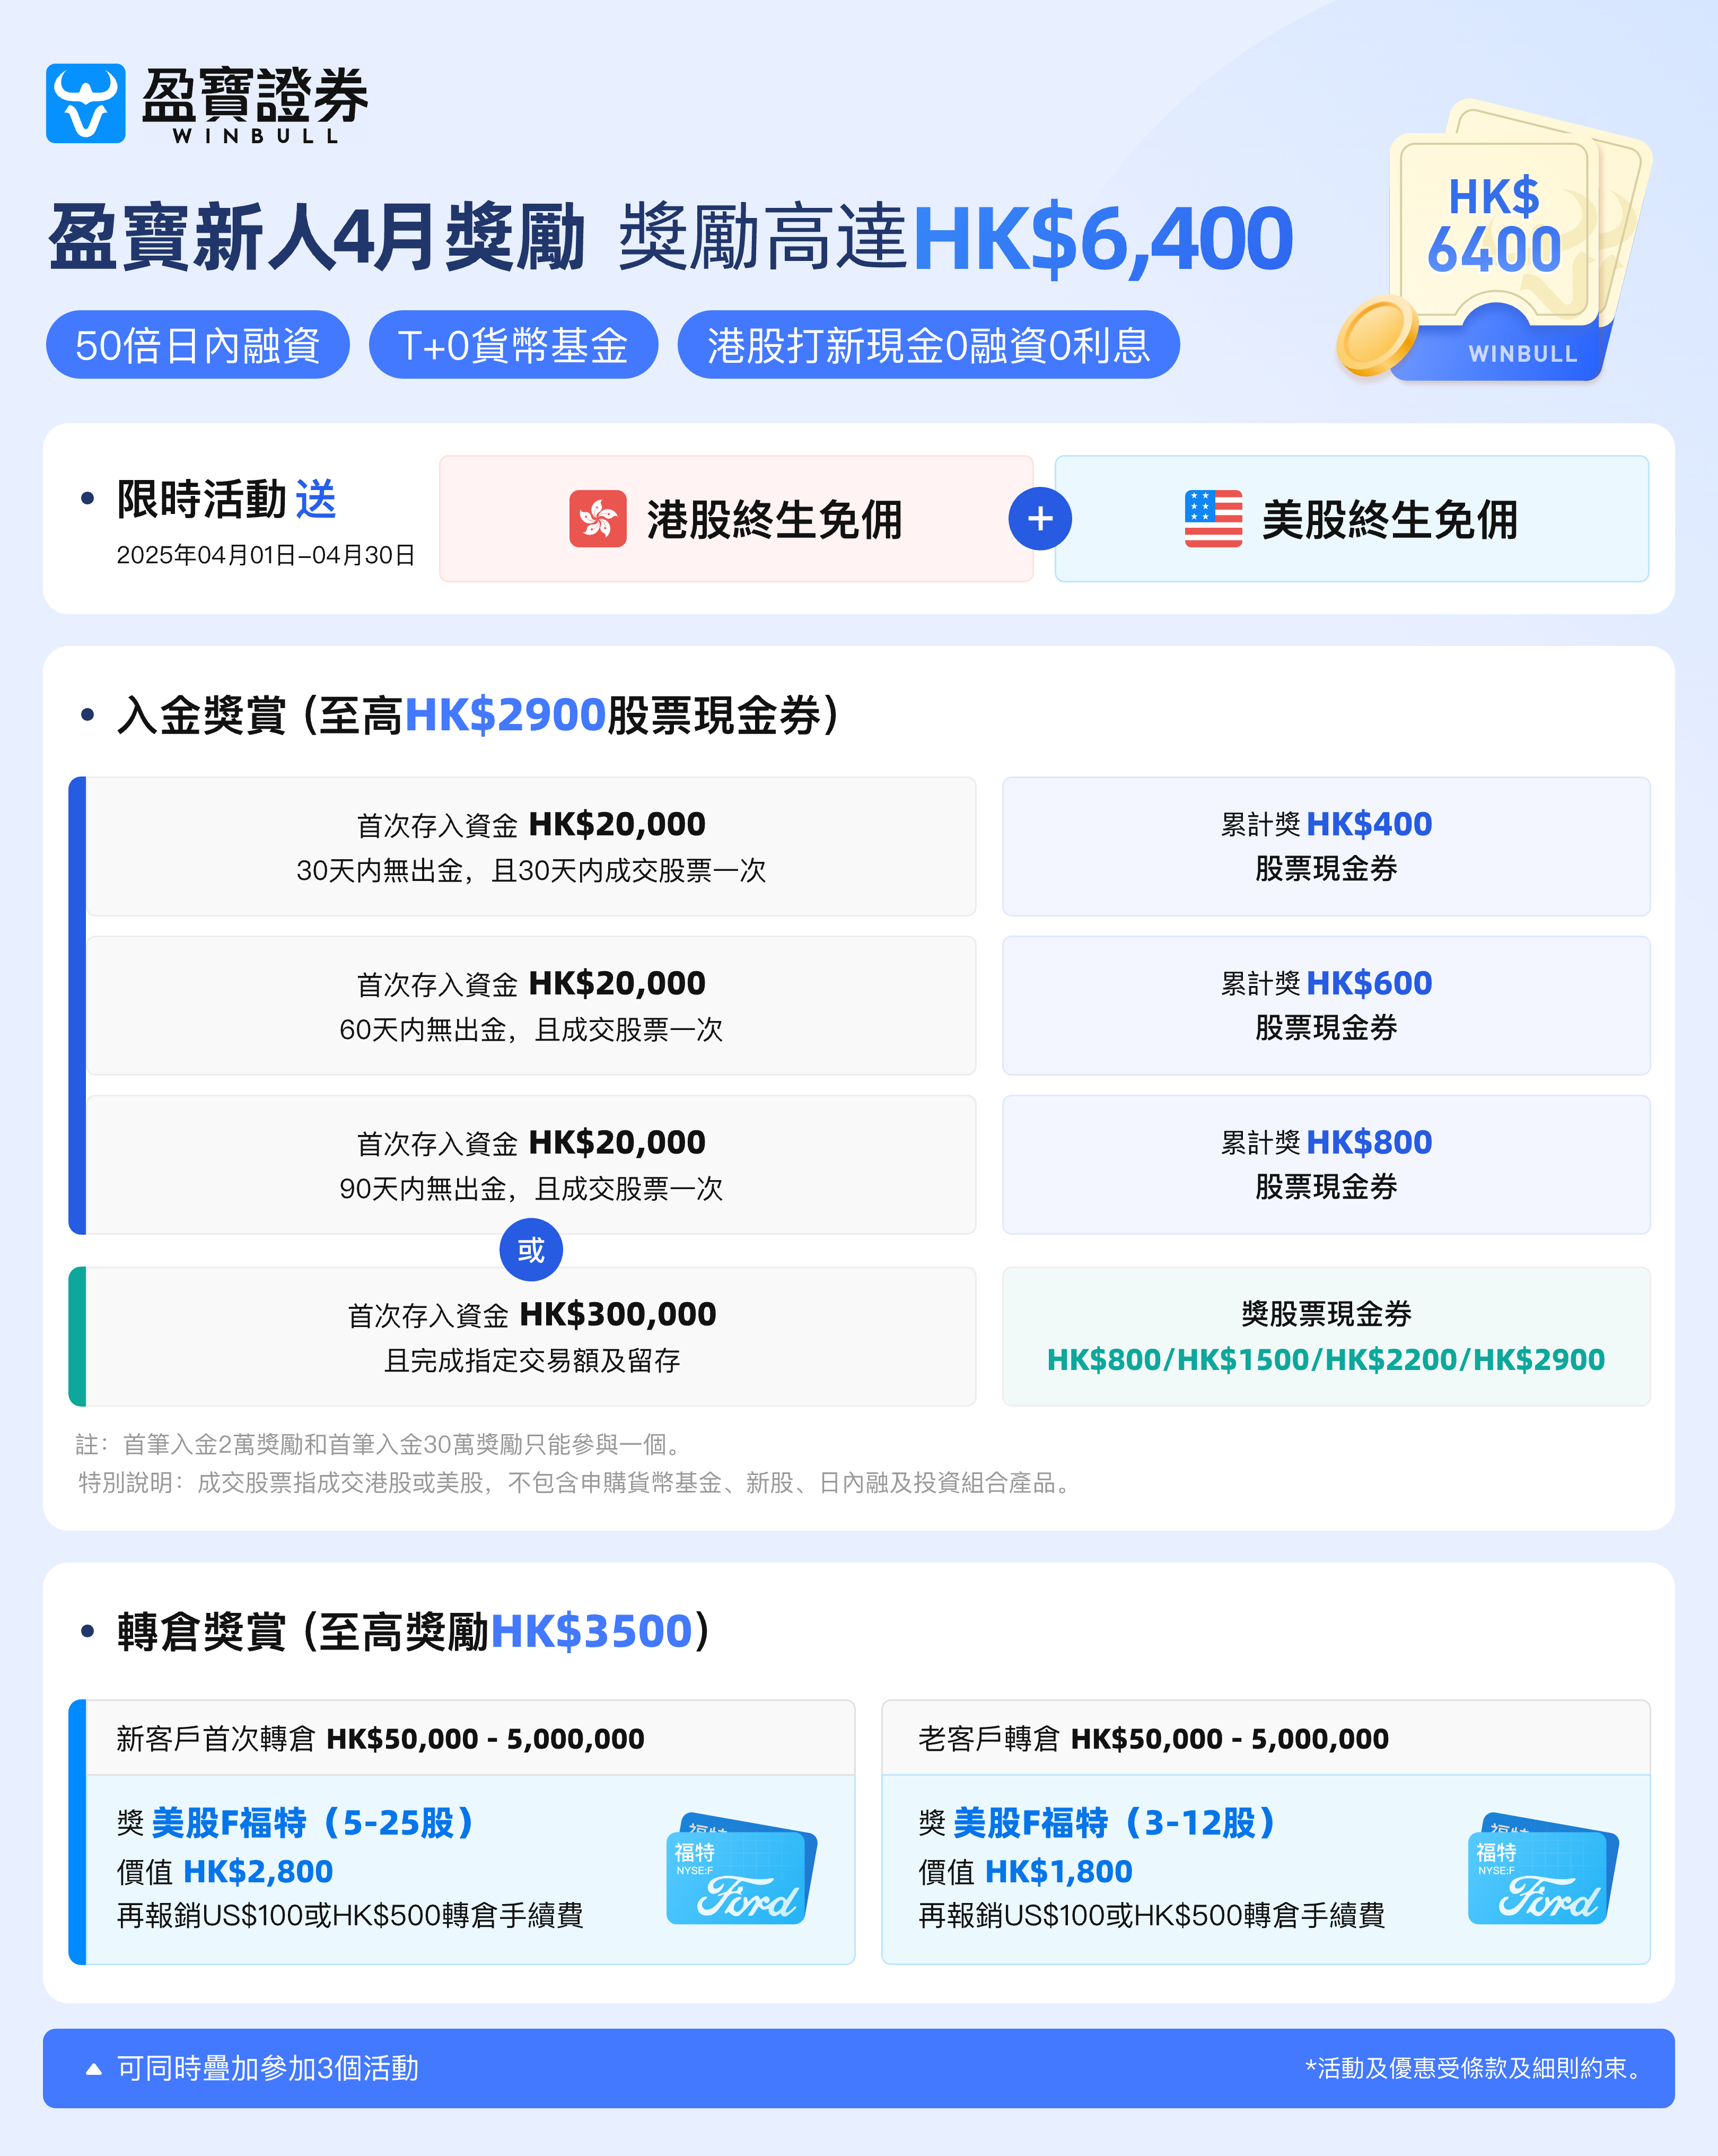 盈寶證券
WINBULL
盈寶新人4月獎勵 獎勵高達HK$6,400
HK$
6400
WINBULL
50倍日內融資 T+0貨幣基金 港股打新現金0融資0利息
限時活動 送
2025年04月01日–04月30日
港股終生免佣 + 美股終生免佣
入金獎賞 (至高HK$2900股票現金券)
首次存入資金 HK$20,000
30天内無出金，且30天内成交股票一次
累計獎 HK$400
股票現金券
首次存入資金 HK$20,000
60天内無出金，且成交股票一次
累計獎 HK$600
股票現金券
首次存入資金 HK$20,000
90天内無出金，且成交股票一次
累計獎 HK$800
股票現金券
或
首次存入資金 HK$300,000
且完成指定交易額及留存
獎股票現金券
HK$800/HK$1500/HK$2200/HK$2900
註：首筆入金2萬獎勵和首筆入金30萬獎勵只能參與一個。
特別說明：成交股票指成交港股或美股，不包含申購貨幣基金、新股、日內融及投資組合產品。
轉倉獎賞 (至高獎勵HK$3500)
新客戶首次轉倉 HK$50,000 - 5,000,000
獎 美股F福特（5-25股）
價值 HK$2,800
再報銷US$100或HK$500轉倉手續費
福特
福特
NYSE:F
Ford
老客戶轉倉 HK$50,000 - 5,000,000
獎 美股F福特（3-12股）
價值 HK$1,800
再報銷US$100或HK$500轉倉手續費
福特
福特
NYSE:F
Ford
可同時疊加參加3個活動
*活動及優惠受條款及細則約束。